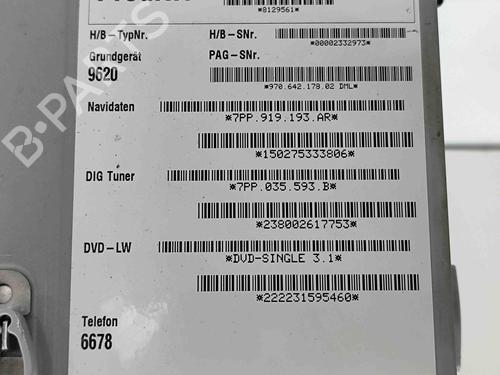 *8129561*
H/B-TypNr. H/B-SNr.
*00002332973*
Grundgerät PAG-SNr.
9620
*970.642.178.02 DML*
Navidaten
*7PP.919.193.AR*
*150275333806*
DIG Tuner
*7PP.035.593.B*
*238002617753*
DVD-LW
*DVD-SINGLE 3.1*
*222231595460*
Telefon
6678
B-PARTS